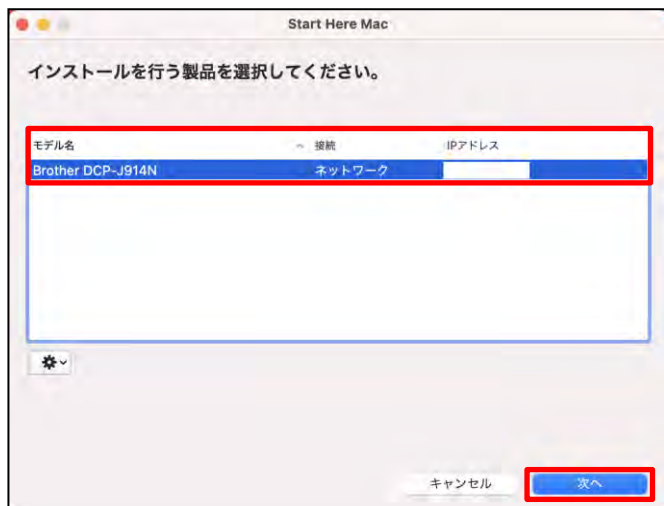 Start Here Mac
インストールを行う製品を選択してください。
モデル名 接続 IPアドレス
Brother DCP-J914N ネットワーク
キャンセル 次へ